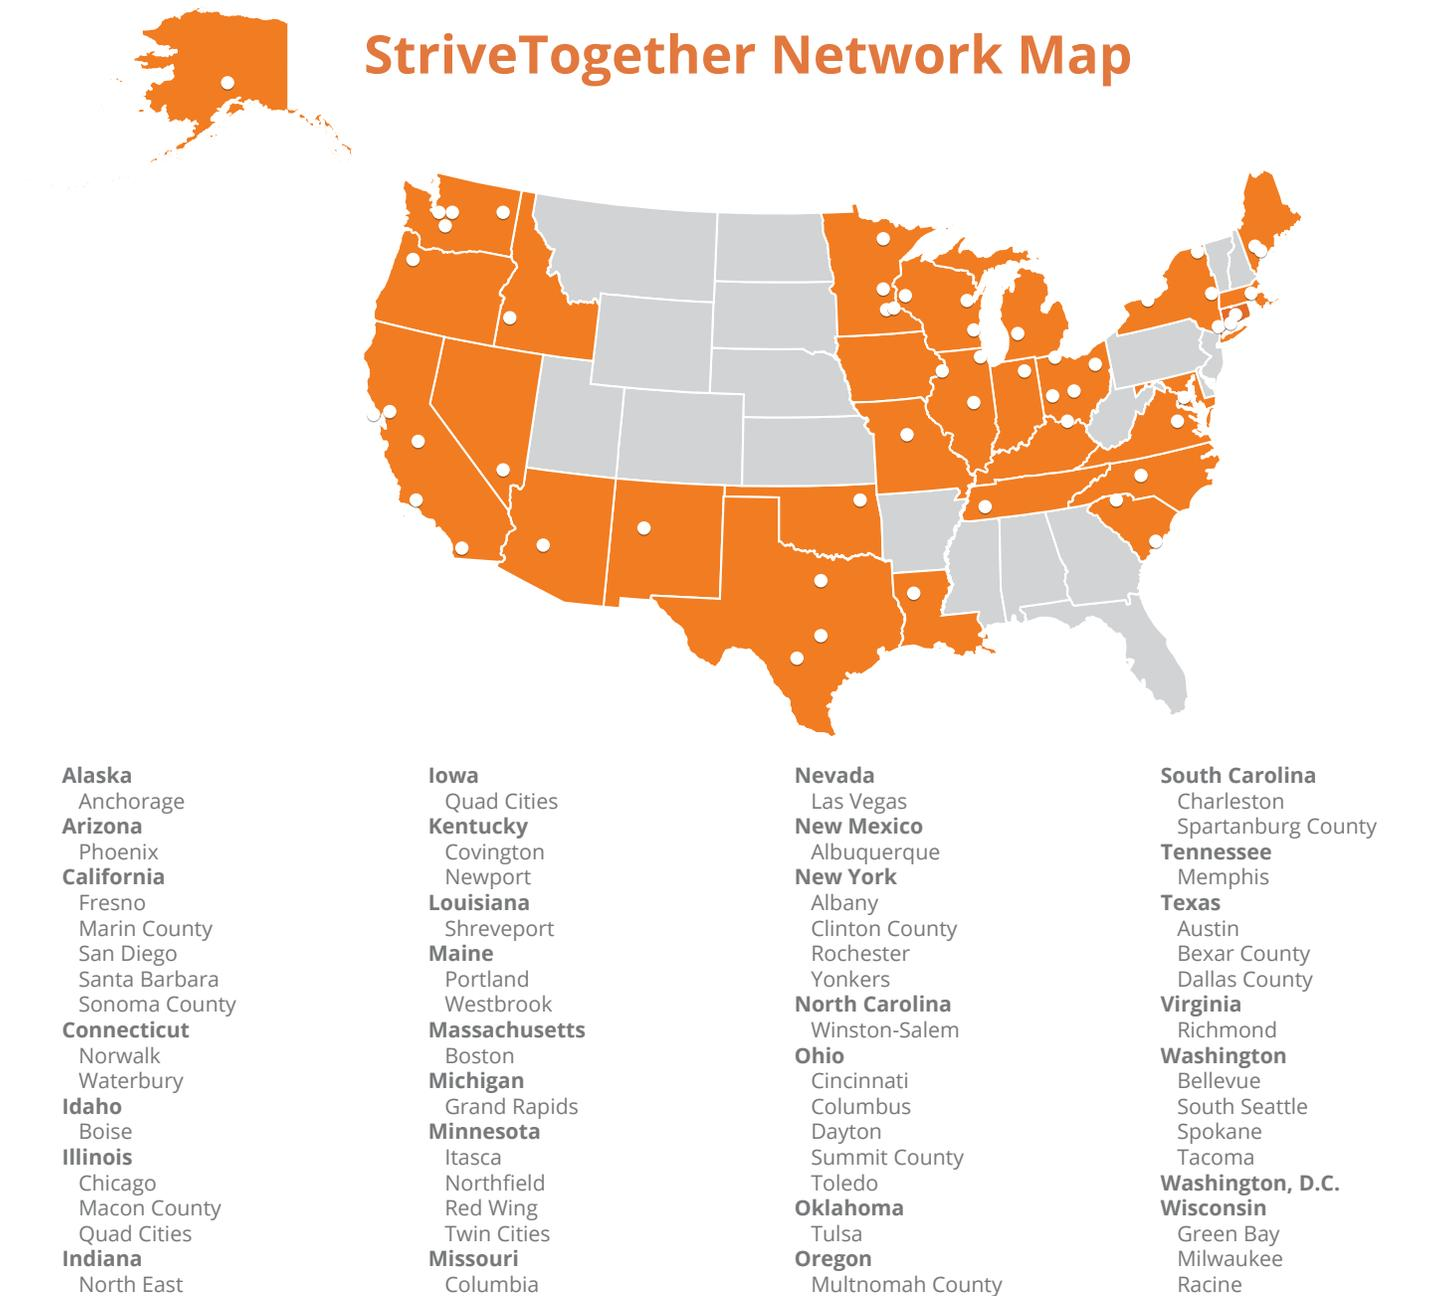 StriveTogether Network Map
Alaska
Anchorage
Arizona
Phoenix
California
Fresno
Marin County
San Diego
Santa Barbara
Sonoma County
Connecticut
Norwalk
Waterbury
Idaho
Boise
Illinois
Chicago
Macon County
Quad Cities
Indiana
North East
Iowa
Quad Cities
Kentucky
Covington
Newport
Louisiana
Shreveport
Maine
Portland
Westbrook
Massachusetts
Boston
Michigan
Grand Rapids
Minnesota
Itasca
Northfield
Red Wing
Twin Cities
Missouri
Columbia
Nevada
Las Vegas
New Mexico
Albuquerque
New York
Albany
Clinton County
Rochester
Yonkers
North Carolina
Winston-Salem
Ohio
Cincinnati
Columbus
Dayton
Summit County
Toledo
Oklahoma
Tulsa
Oregon
Multnomah County
South Carolina
Charleston
Spartanburg County
Tennessee
Memphis
Texas
Austin
Bexar County
Dallas County
Virginia
Richmond
Washington
Bellevue
South Seattle
Spokane
Tacoma
Washington, D.C.
Wisconsin
Green Bay
Milwaukee
Racine